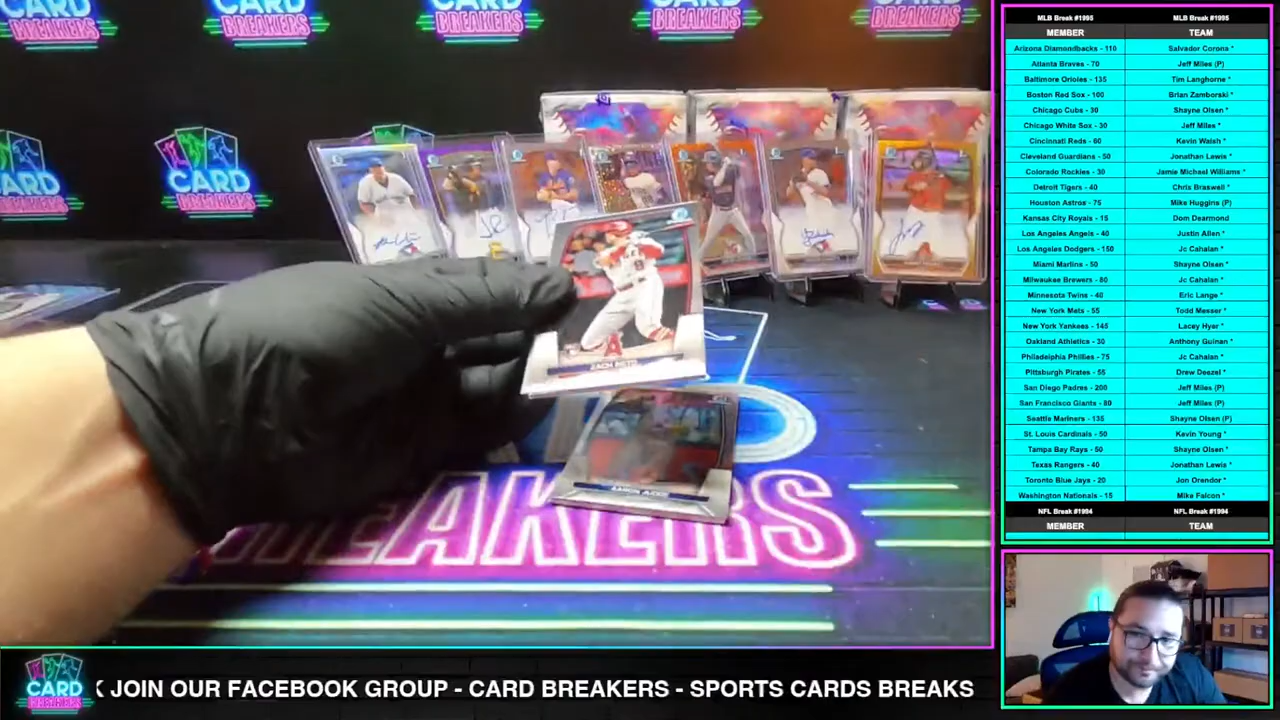 CARD
BREAKERS
CARD
BREAKERS
CARD
BREAKERS
CARD
BREAKERS
CARD
BREAKERS
CARD
BREAKERS
CARD
BREAKERS
8
ZACH NETO
AARON JUDGE
BREAKERS
MLB Break #1995 MLB Break #1995
MEMBER TEAM
Arizona Diamondbacks - 110 Salvador Corona *
Atlanta Braves - 70 Jeff Miles (P)
Baltimore Orioles - 135 Tim Langhorne *
Boston Red Sox - 100 Brian Zamborski *
Chicago Cubs - 30 Shayne Olsen *
Chicago White Sox - 30 Jeff Miles *
Cincinnati Reds - 60 Kevin Walsh *
Cleveland Guardians - 50 Jonathan Lewis *
Colorado Rockies - 30 Jamie Michael Williams *
Detroit Tigers - 40 Chris Braswell *
Houston Astros - 75 Mike Huggins (P)
Kansas City Royals - 15 Dom Dearmond
Los Angeles Angels - 40 Justin Allen *
Los Angeles Dodgers - 150 Jc Cahalan *
Miami Marlins - 50 Shayne Olsen *
Milwaukee Brewers - 80 Jc Cahalan *
Minnesota Twins - 40 Eric Lange *
New York Mets - 55 Todd Messer *
New York Yankees - 145 Lacey Hyer *
Oakland Athletics - 30 Anthony Guinan *
Philadelphia Phillies - 75 Jc Cahalan *
Pittsburgh Pirates - 55 Drew Deezel *
San Diego Padres - 200 Jeff Miles (P)
San Francisco Giants - 80 Jeff Miles (P)
Seattle Mariners - 135 Shayne Olsen (P)
St. Louis Cardinals - 50 Kevin Young *
Tampa Bay Rays - 50 Shayne Olsen *
Texas Rangers - 40 Jonathan Lewis *
Toronto Blue Jays - 20 Jon Orendor *
Washington Nationals - 15 Mike Falcon *
NFL Break #1994 NFL Break #1994
MEMBER TEAM
CARD
BREAKERS
K JOIN OUR FACEBOOK GROUP - CARD BREAKERS - SPORTS CARDS BREAKS